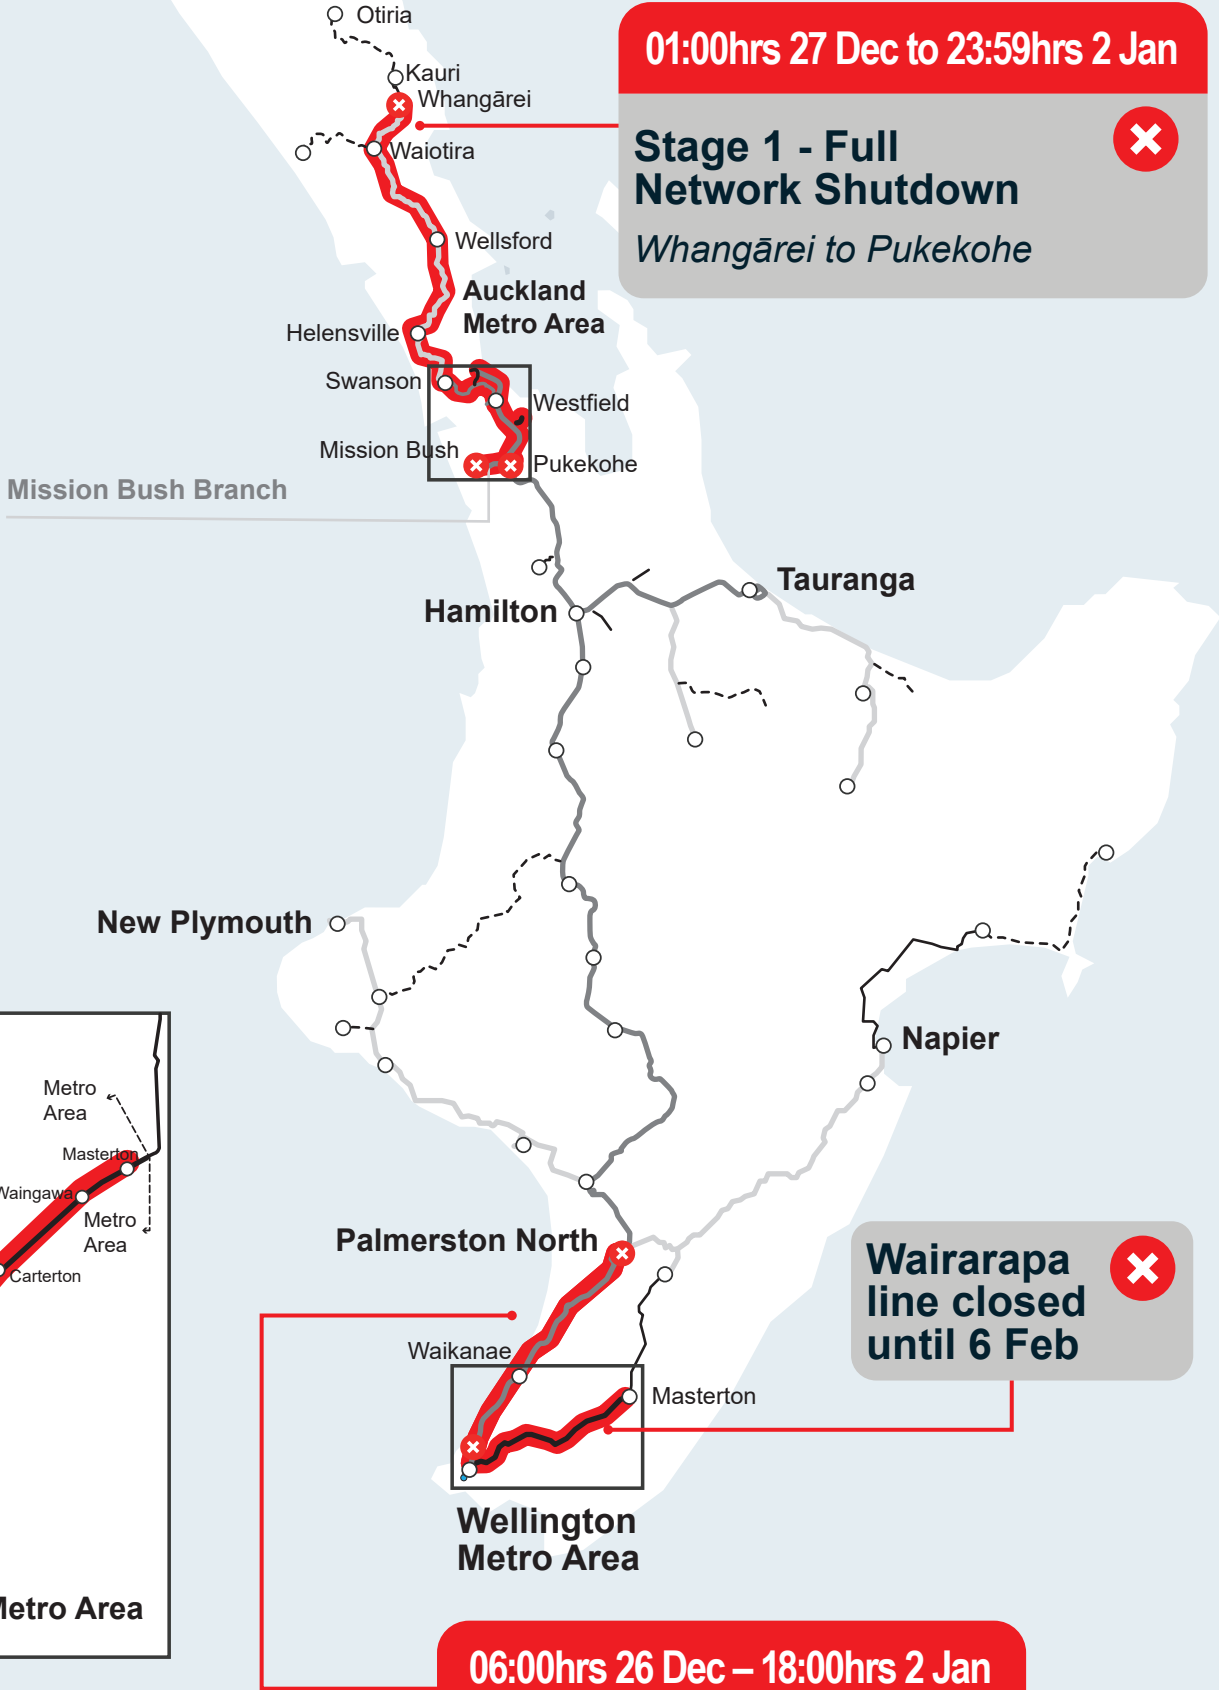 Otiria
01:00hrs 27 Dec to 23:59hrs 2 Jan
Kauri
Whangārei
Stage 1 - Full
Network Shutdown
Whangārei to Pukekohe
Waiotira
Wellsford
Auckland
Metro Area
Helensville
Swanson
Westfield
Mission Bush
Pukekohe
Mission Bush Branch
Tauranga
Hamilton
New Plymouth
Napier
Metro
Area
Masterton
Waingawa
Metro
Area
Carterton
Metro Area
Palmerston North
Wairarapa
line closed
until 6 Feb
Waikanae
Masterton
Wellington
Metro Area
06:00hrs 26 Dec – 18:00hrs 2 Jan